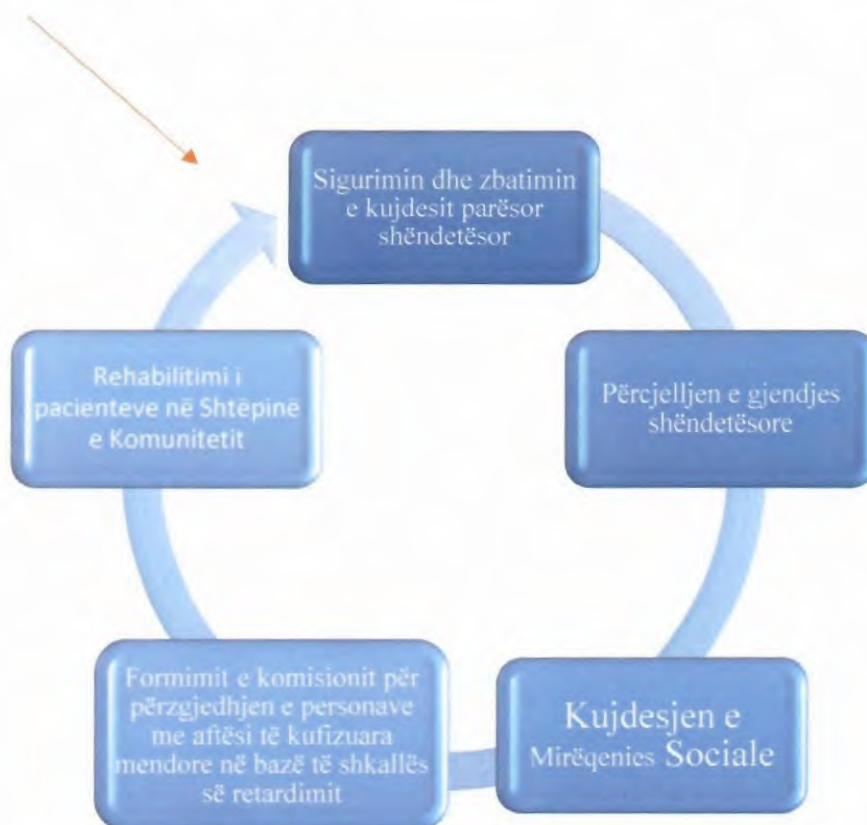 Sigurimin dhe zbatimin
e kujdesit parësor
shëndetësor
Përcjelljen e gjendjes
shëndetësore
Kujdesjen e
Mirëqenies Sociale
Formimit e komisionit për
përzgjedhjen e personave
me aftësi të kufizuara
mendore në bazë të shkallës
së retardimit
Rehabilitimi i
pacienteve në Shtëpinë
e Komunitetit